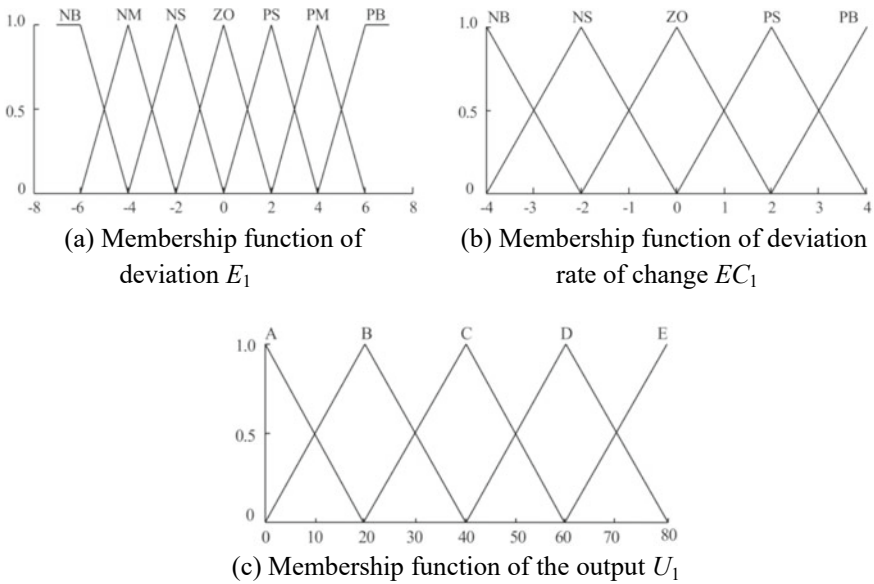 NB NM NS ZO PS PM PB
1.0
0.5
0
-8 -6 -4 -2 0 2 4 6 8
(a) Membership function of
deviation E₁
NB NS ZO PS PB
1.0
0.5
0
-4 -3 -2 -1 0 1 2 3 4
(b) Membership function of deviation
rate of change EC₁
A B C D E
1.0
0.5
0
0 10 20 30 40 50 60 70 80
(c) Membership function of the output U₁